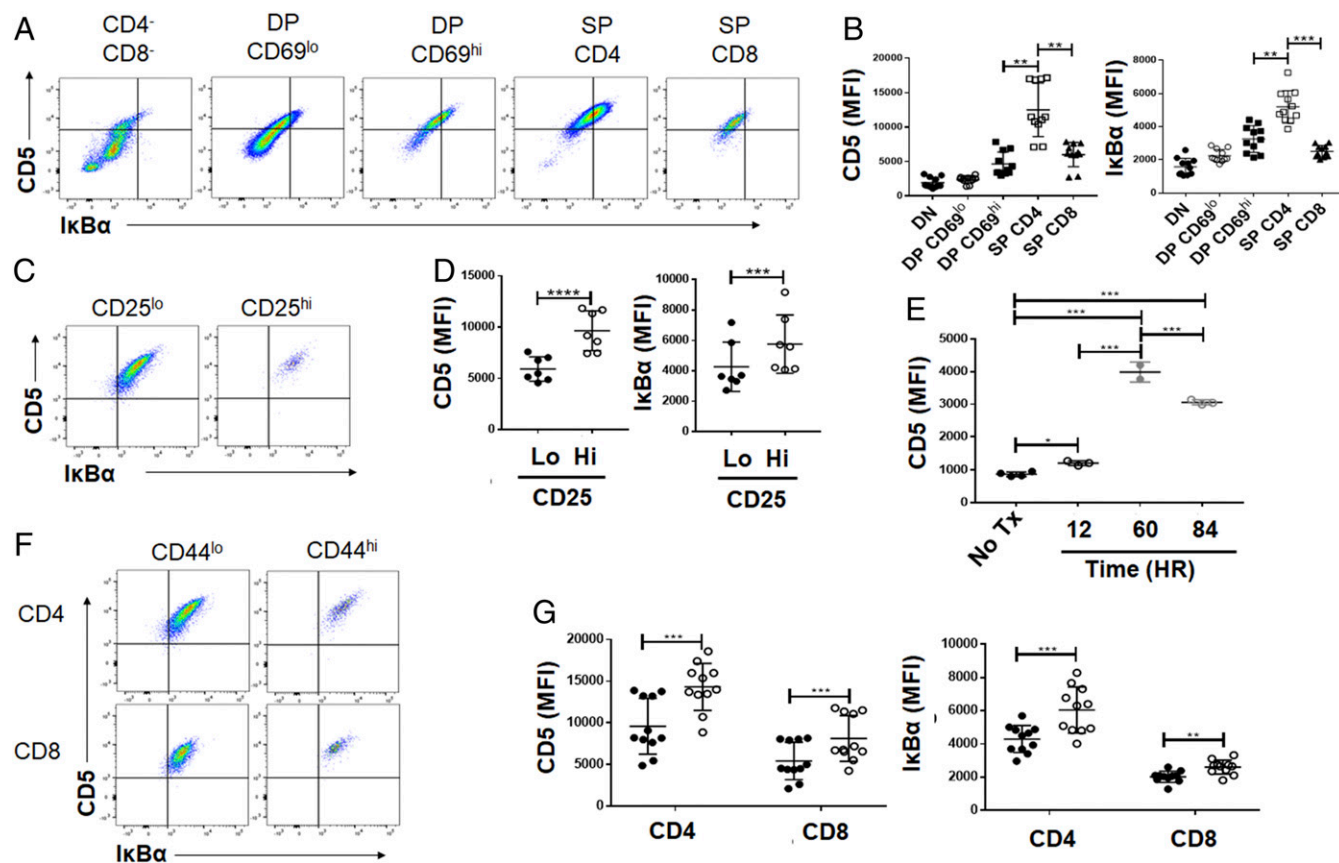 A
CD4-
CD8-
DP
CD69lo
DP
CD69hi
SP
CD4
SP
CD8
CD5
IκBα
B
CD5 (MFI)
20000
15000
10000
5000
0
** **
DN
DP CD69lo
DP CD69hi
SP CD4
SP CD8
IκBα (MFI)
8000
6000
4000
2000
0
** ***
DN
DP CD69lo
DP CD69hi
SP CD4
SP CD8
C
CD25lo CD25hi
CD5
IκBα
D
CD5 (MFI)
15000
10000
5000
0
****
Lo Hi
CD25
IκBα (MFI)
10000
8000
6000
4000
2000
0
***
Lo Hi
CD25
E
CD5 (MFI)
5000
4000
3000
2000
1000
0
***
***
***
***
*
No Tx 12 60 84
Time (HR)
F
CD44lo CD44hi
CD4
CD8
CD5
IκBα
G
CD5 (MFI)
20000
15000
10000
5000
0
*** ***
CD4 CD8
IκBα (MFI)
10000
8000
6000
4000
2000
0
*** **
CD4 CD8